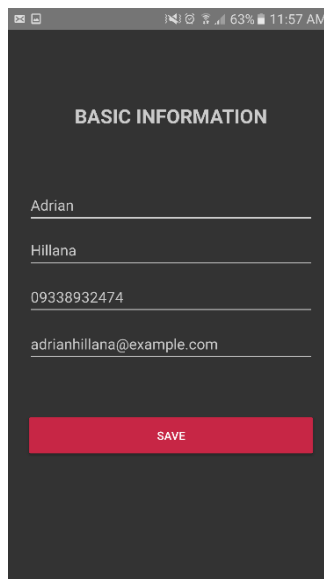 63% 11:57 AM
BASIC INFORMATION
Adrian
Hillana
09338932474
adrianhillana@example.com
SAVE